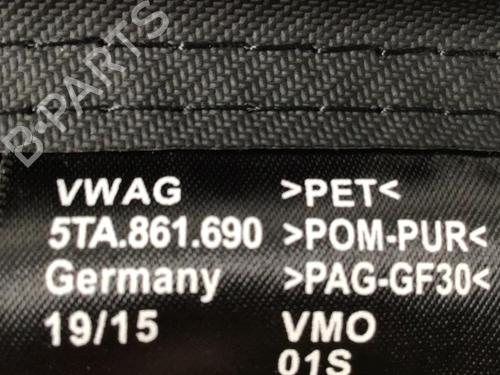 B-PARTS
VWAG >PET<
5TA.861.690 >POM-PUR<
Germany >PAG-GF30<
19/15 VMO
01S